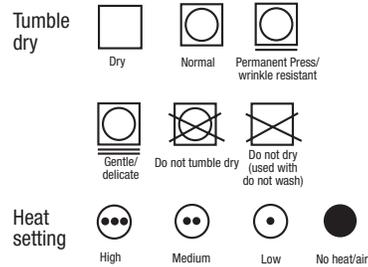 Tumble
dry
Dry
Normal
Permanent Press/
wrinkle resistant
Gentle/
delicate
Do not tumble dry
Do not dry
(used with
do not wash)
Heat
setting
High
Medium
Low
No heat/air